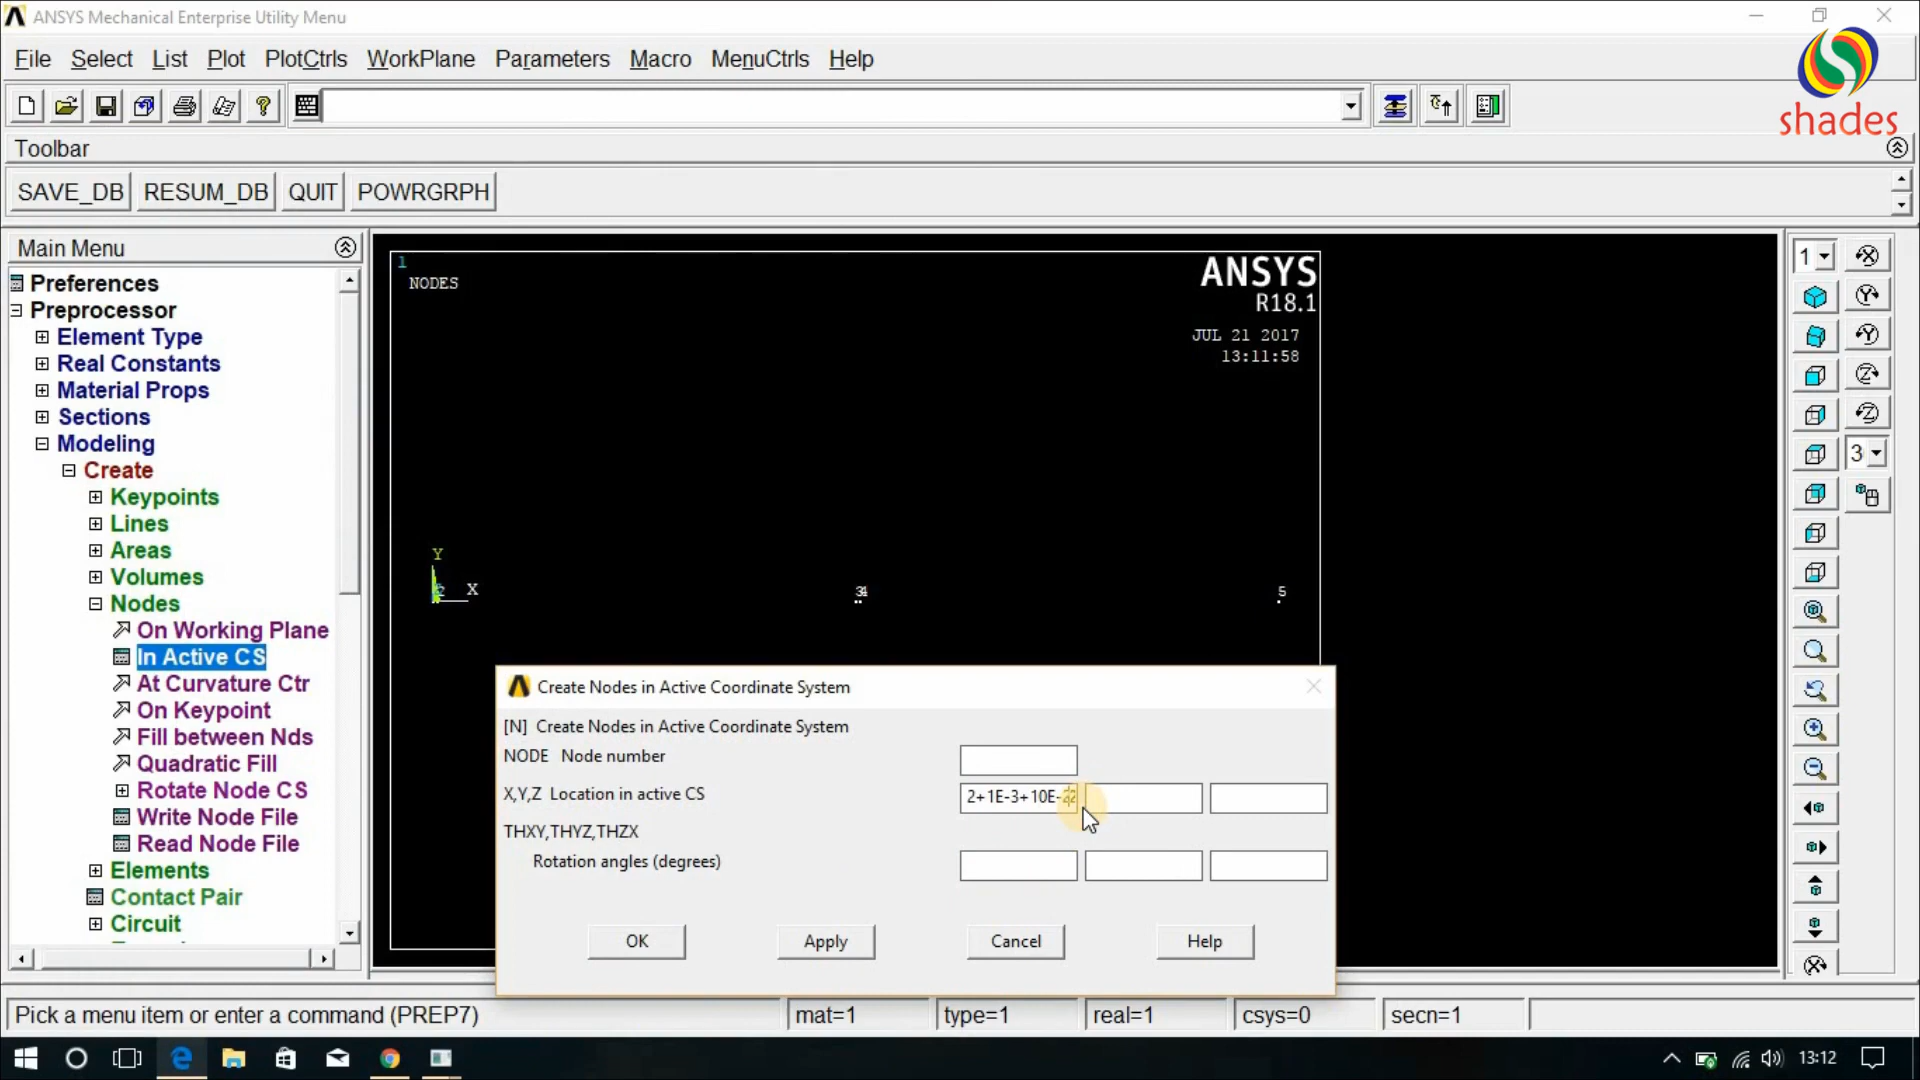 ANSYS Mechanical Enterprise Utility Menu
File Select List Plot PlotCtrls WorkPlane Parameters Macro MenuCtrls Help
shades
Toolbar
SAVE_DB RESUM_DB QUIT POWRGRPH
Main Menu
Preferences
Preprocessor
Element Type
Real Constants
Material Props
Sections
Modeling
Create
Keypoints
Lines
Areas
Volumes
Nodes
On Working Plane
In Active CS
At Curvature Ctr
On Keypoint
Fill between Nds
Quadratic Fill
Rotate Node CS
Write Node File
Read Node File
Elements
Contact Pair
Circuit
1
NODES
ANSYS
R18.1
JUL 21 2017
13:11:58
Y
X
34
5
1
3
Create Nodes in Active Coordinate System
[N] Create Nodes in Active Coordinate System
NODE Node number
X,Y,Z Location in active CS
2+1E-3+10E-
THXY,THYZ,THZX
Rotation angles (degrees)
OK Apply Cancel Help
Pick a menu item or enter a command (PREP7) mat=1 type=1 real=1 csys=0 secn=1
13:12